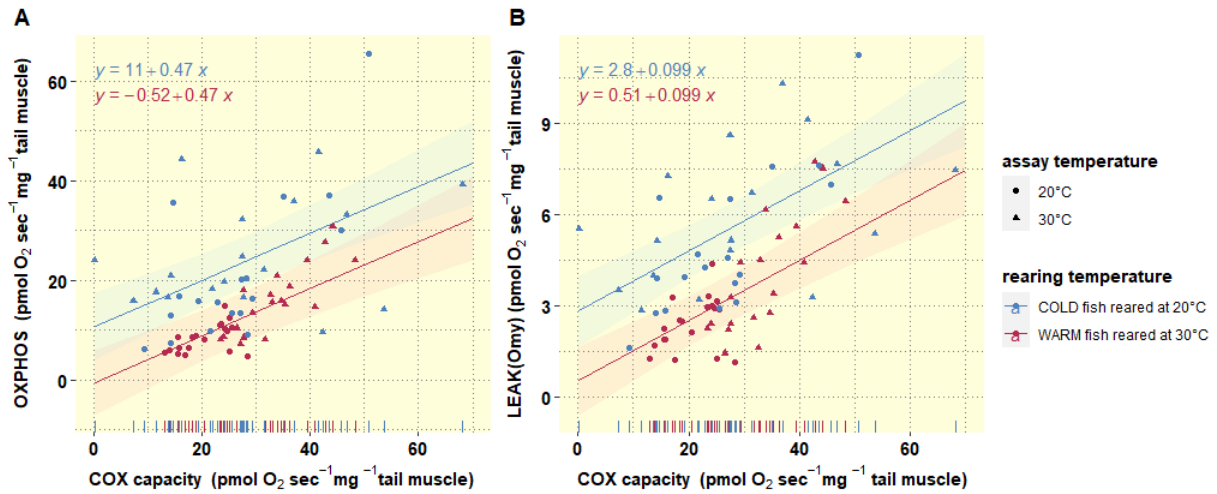 A
OXPHOS (pmol O₂ sec⁻¹mg⁻¹tail muscle)
y = 11+0.47 x
y = −0.52+0.47 x
60
40
20
0
0 20 40 60
COX capacity (pmol O₂ sec⁻¹mg⁻¹tail muscle)
B
LEAK(Omy) (pmol O₂ sec⁻¹mg⁻¹tail muscle)
y = 2.8+0.099 x
y = 0.51+0.099 x
9
6
3
0
0 20 40 60
COX capacity (pmol O₂ sec⁻¹mg⁻¹tail muscle)
assay temperature
20°C
30°C
rearing temperature
a COLD fish reared at 20°C
a WARM fish reared at 30°C